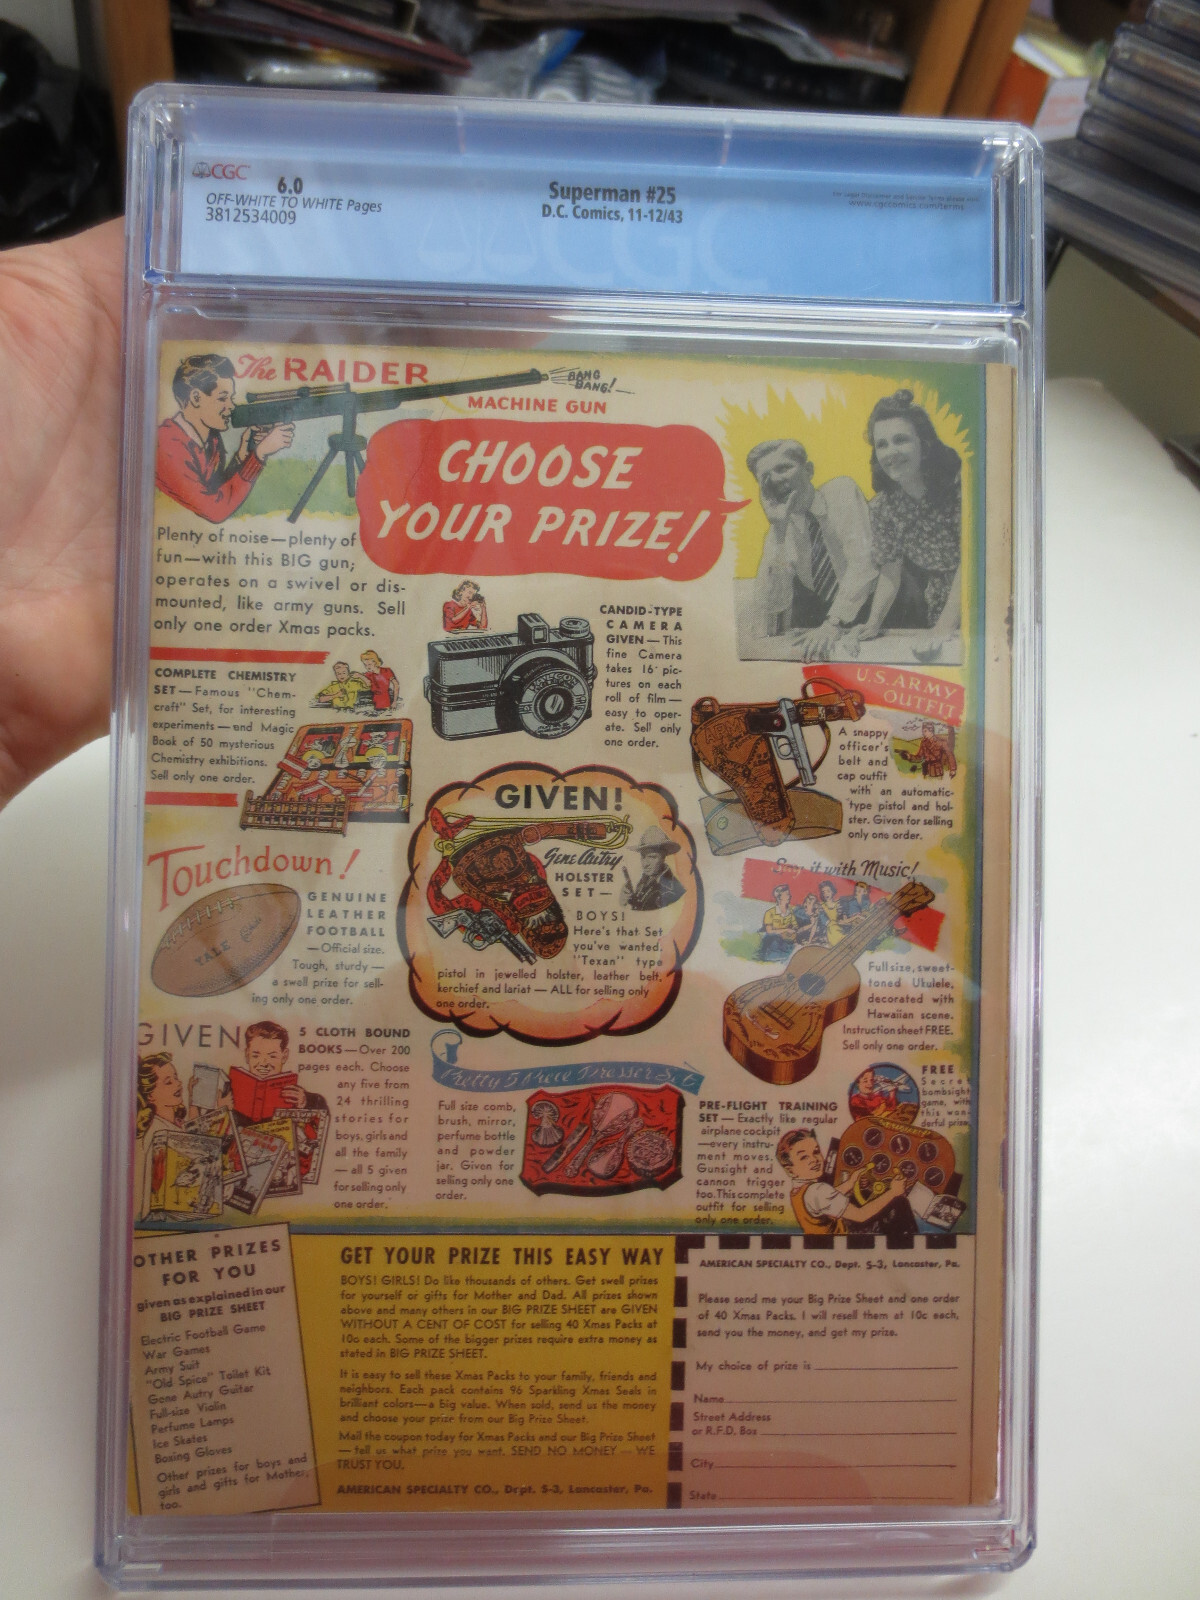 CGC
6.0
OFF-WHITE TO WHITE Pages
3812534009
Superman #25
D.C. Comics, 11-12/43
www.cgccomics.com/terms
CGC
The RAIDER
BANG
BANG!
MACHINE GUN
CHOOSE
YOUR PRIZE!
Plenty of noise—plenty of
fun—with this BIG gun;
operates on a swivel or dis-
mounted, like army guns. Sell
only one order Xmas packs.
CANDID-TYPE
CAMERA
GIVEN — This
fine Camera
takes 16 pic-
tures on each
roll of film—
easy to oper-
ate. Sell only
one order.
COMPLETE CHEMISTRY
SET — Famous "Chem-
craft" Set, for interesting
experiments — and Magic
Book of 50 mysterious
Chemistry exhibitions.
Sell only one order.
U.S. ARMY
OUTFIT
A snappy
officer's
belt and
cap outfit
with an automatic-
type pistol and hol-
ster. Given for selling
only one order.
GIVEN!
Gene Autry
HOLSTER
SET —
BOYS!
Here's that Set
you've wanted.
"Texan" type
pistol in jewelled holster, leather belt,
kerchief and lariat — ALL for selling only
one order.
Touchdown!
YALE
GENUINE
LEATHER
FOOTBALL
— Official size.
Tough, sturdy —
a swell prize for sell-
ing only one order.
Say it with Music!
Full size, sweet-
toned Ukulele,
decorated with
Hawaiian scene.
Instruction sheet FREE.
Sell only one order.
GIVEN
5 CLOTH BOUND
BOOKS — Over 200
pages each. Choose
any five from
24 thrilling
stories for
boys, girls and
all the family
— all 5 given
for selling only
one order.
Pretty 5 Piece Dresser Set
Full size comb,
brush, mirror,
perfume bottle
and powder
jar. Given for
selling only one
order.
PRE-FLIGHT TRAINING
SET — Exactly like regular
airplane cockpit
—every instru-
ment moves.
Gunsight and
cannon trigger
too. This complete
outfit for selling
only one order.
FREE
Secret
bombsight
game, with
this won-
derful prize.
OTHER PRIZES
FOR YOU
given as explained in our
BIG PRIZE SHEET
Electric Football Game
War Games
Army Suit
"Old Spice" Toilet Kit
Gene Autry Guitar
Full-size Violin
Perfume Lamps
Ice Skates
Boxing Gloves
Other prizes for boys and
girls and gifts for Mother,
too.
GET YOUR PRIZE THIS EASY WAY
BOYS! GIRLS! Do like thousands of others. Get swell prizes
for yourself or gifts for Mother and Dad. All prizes shown
above and many others in our BIG PRIZE SHEET are GIVEN
WITHOUT A CENT OF COST for selling 40 Xmas Packs at
10c each. Some of the bigger prizes require extra money as
stated in BIG PRIZE SHEET.
It is easy to sell these Xmas Packs to your family, friends and
neighbors. Each pack contains 96 Sparkling Xmas Seals in
brilliant colors—a big value. When sold, send us the money
and choose your prize from our Big Prize Sheet.
Mail the coupon today for Xmas Packs and our Big Prize Sheet
— tell us what prize you want. SEND NO MONEY — WE
TRUST YOU.
AMERICAN SPECIALTY CO., Dept. S-3, Lancaster, Pa.
AMERICAN SPECIALTY CO., Dept. S-3, Lancaster, Pa.
Please send me your Big Prize Sheet and one order
of 40 Xmas Packs. I will resell them at 10c each,
send you the money, and get my prize.
My choice of prize is
Name
Street Address
or R.F.D. Box
City
State